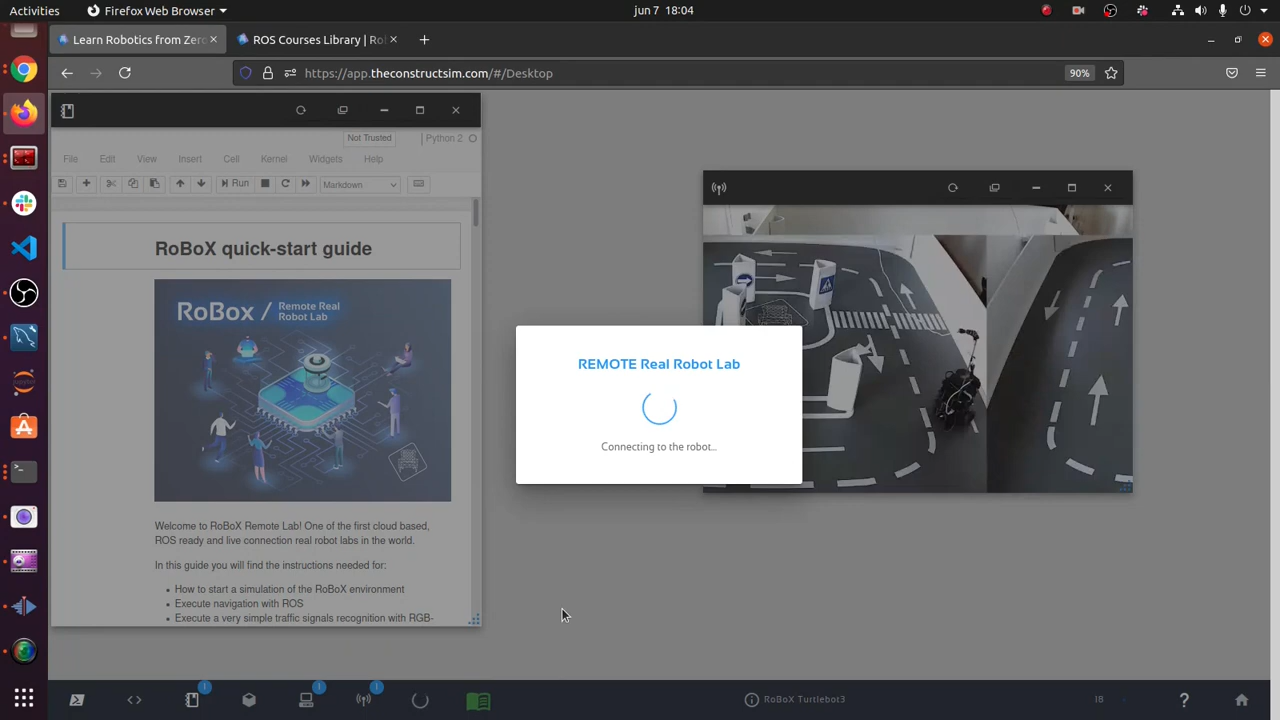 Activities
Firefox Web Browser
jun 7 18:04
Learn Robotics from Zero
ROS Courses Library | Ro
https://app.theconstructsim.com/#/Desktop
90%
Not Trusted
Python 2
File Edit View Insert Cell Kernel Widgets Help
Run
Markdown
RoBoX quick-start guide
RoBox / Remote Real
Robot Lab
Welcome to RoBoX Remote Lab! One of the first cloud based,
ROS ready and live connection real robot labs in the world.
In this guide you will find the instructions needed for:
How to start a simulation of the RoBoX environment
Execute navigation with ROS
Execute a very simple traffic signals recognition with RGB-
REMOTE Real Robot Lab
Connecting to the robot...
1
1
1
RoBoX Turtlebot3
18